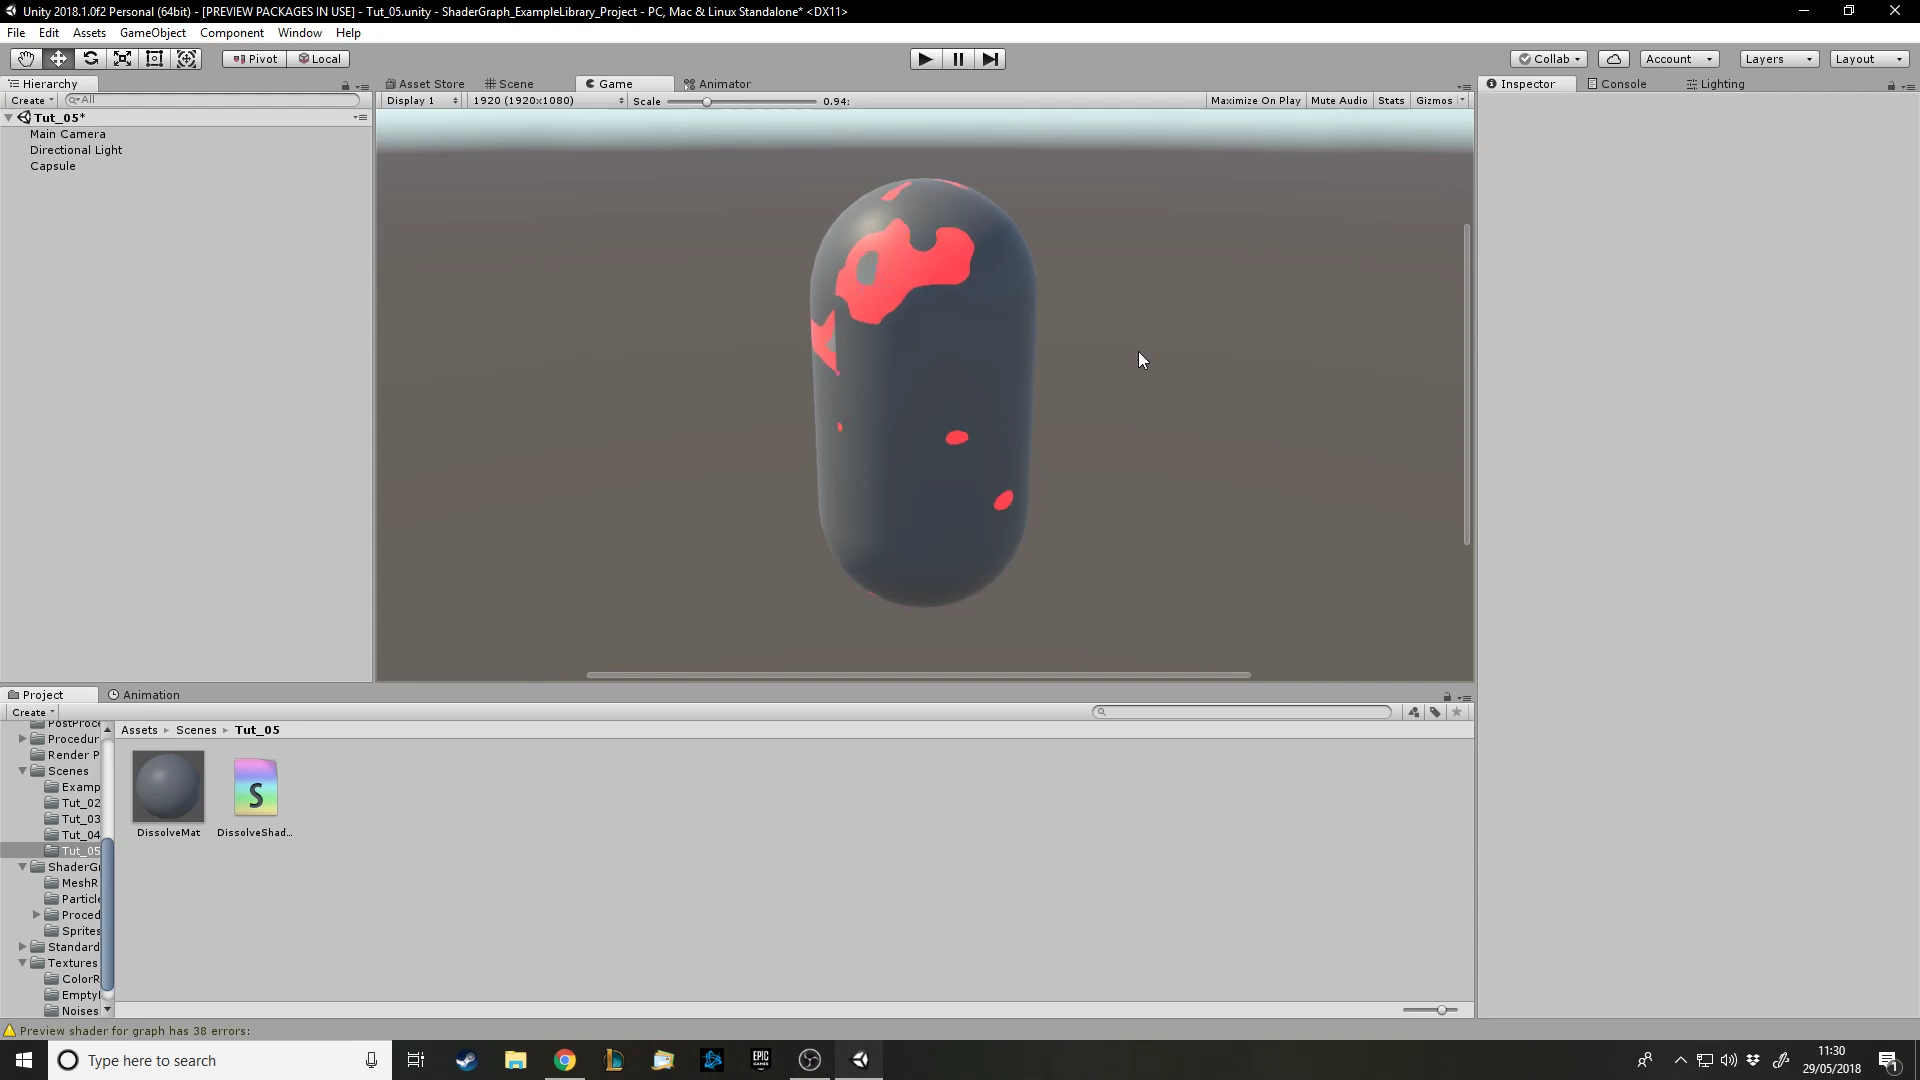 Unity 2018.1.0f2 Personal (64bit) - [PREVIEW PACKAGES IN USE] - Tut_05.unity - ShaderGraph_ExampleLibrary_Project - PC, Mac & Linux Standalone* <DX11>
File Edit Assets GameObject Component Window Help
Pivot Local Collab Account Layers Layout
Hierarchy Asset Store Scene Game Animator Inspector Console Lighting
Create All Display 1 1920 (1920x1080) Scale 0.94: Maximize On Play Mute Audio Stats Gizmos
Tut_05*
Main Camera
Directional Light
Capsule
Project Animation
Create
PostProce
Assets Scenes Tut_05
Procedur
Render P
Scenes
Examp
Tut_02
Tut_03
Tut_04
Tut_05
DissolveMat DissolveShad...
ShaderGr
MeshR
Particle
Proced
Sprites
Standard
Textures
ColorR
Noises
Preview shader for graph has 38 errors:
Type here to search
EPIC
GAMES
11:30
29/05/2018
1